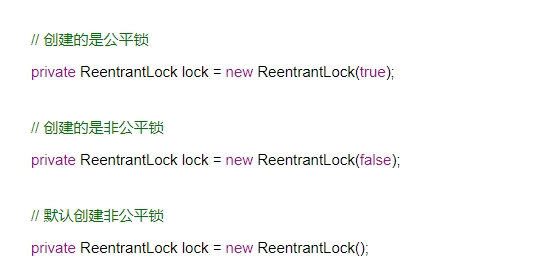 // 创建的是公平锁
private ReentrantLock lock = new ReentrantLock(true);
// 创建的是非公平锁
private ReentrantLock lock = new ReentrantLock(false);
// 默认创建非公平锁
private ReentrantLock lock = new ReentrantLock();